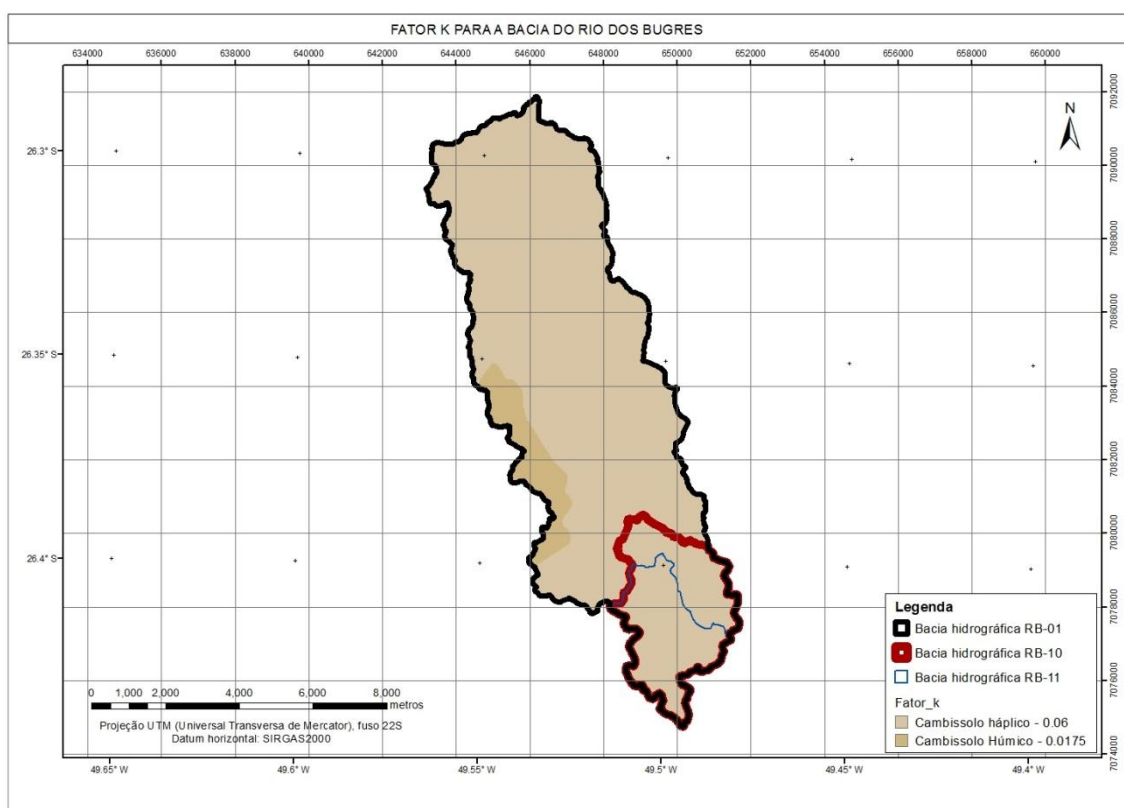 FATOR K PARA A BACIA DO RIO DOS BUGRES
634000 636000 638000 640000 642000 644000 646000 648000 650000 652000 654000 656000 658000 660000
7092000
N
26.3° S
7090000
7088000
7086000
26.35° S
7084000
7082000
7080000
26.4° S
7078000
7076000
7074000
Legenda
Bacia hidrográfica RB-01
Bacia hidrográfica RB-10
Bacia hidrográfica RB-11
Fator_k
Cambissolo háplico - 0.06
Cambissolo Húmico - 0.0175
0 1,000 2,000 4,000 6,000 8,000
metros
Projeção UTM (Universal Transversa de Mercator), fuso 22S
Datum horizontal: SIRGAS2000
49.65° W 49.6° W 49.55° W 49.5° W 49.45° W 49.4° W